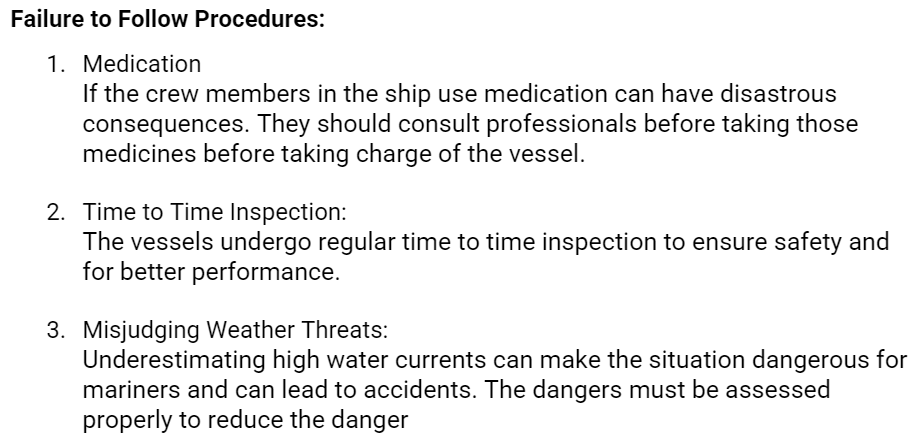 Failure to Follow Procedures:
1. Medication
If the crew members in the ship use medication can have disastrous
consequences. They should consult professionals before taking those
medicines before taking charge of the vessel.
2. Time to Time Inspection:
The vessels undergo regular time to time inspection to ensure safety and
for better performance.
3. Misjudging Weather Threats:
Underestimating high water currents can make the situation dangerous for
mariners and can lead to accidents. The dangers must be assessed
properly to reduce the danger